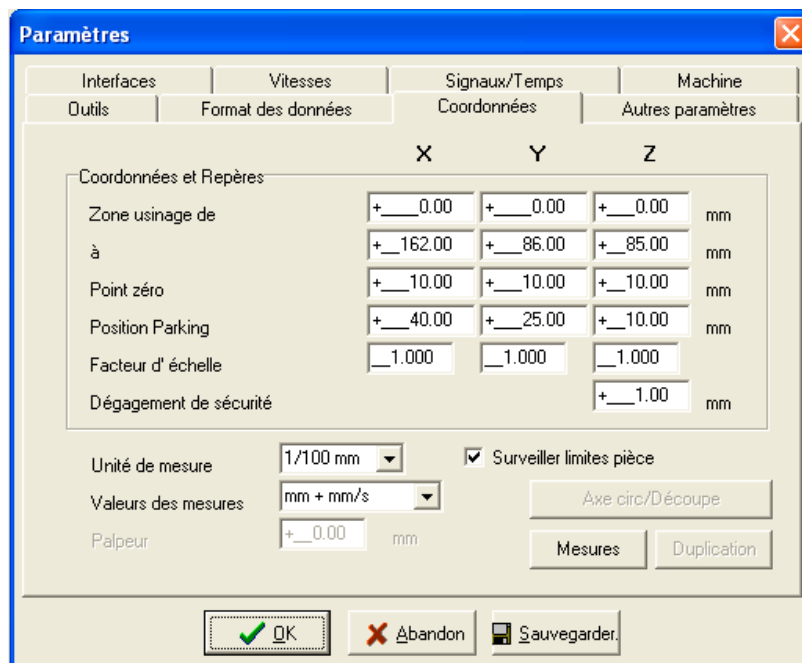 Paramètres
Interfaces Vitesses Signaux/Temps Machine
Outils Format des données Coordonnées Autres paramètres
X Y Z
Coordonnées et Repères
Zone usinage de +____0.00 +____0.00 +___0.00 mm
à +__162.00 +___86.00 +__85.00 mm
Point zéro +___10.00 +___10.00 +__10.00 mm
Position Parking +___40.00 +___25.00 +__10.00 mm
Facteur d' échelle __1.000 __1.000 __1.000
Dégagement de sécurité +___1.00 mm
Unité de mesure 1/100 mm Surveiller limites pièce
Valeurs des mesures mm + mm/s Axe circ/Découpe
Palpeur +__0.00 mm Mesures Duplication
OK Abandon Sauvegarder.